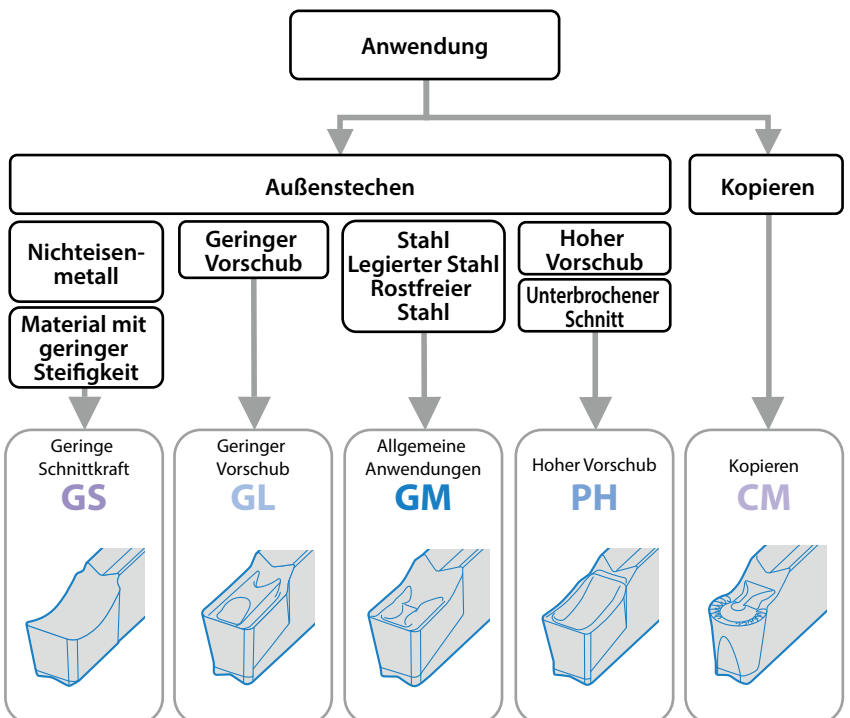 Anwendung
Außenstechen
Kopieren
Nichteisen-
metall
Material mit
geringer
Steifigkeit
Geringer
Vorschub
Stahl
Legierter Stahl
Rostfreier
Stahl
Hoher
Vorschub
Unterbrochener
Schnitt
Geringe
Schnittkraft
GS
Geringer
Vorschub
GL
Allgemeine
Anwendungen
GM
Hoher Vorschub
PH
Kopieren
CM